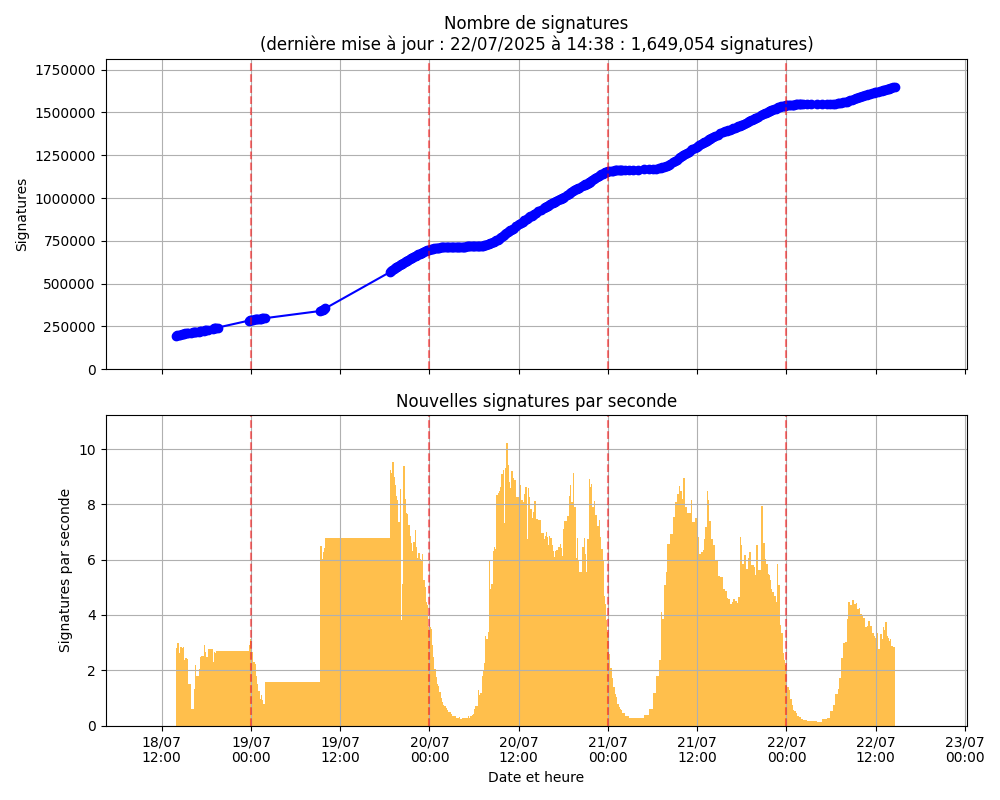 Nombre de signatures
(dernière mise à jour : 22/07/2025 à 14:38 : 1,649,054 signatures)
1750000
1500000
1250000
1000000
750000
500000
250000
0
Signatures
Nouvelles signatures par seconde
10
8
6
4
2
0
Signatures par seconde
18/07 19/07 19/07 20/07 20/07 21/07 21/07 22/07 22/07 23/07
12:00 00:00 12:00 00:00 12:00 00:00 12:00 00:00 12:00 00:00
Date et heure